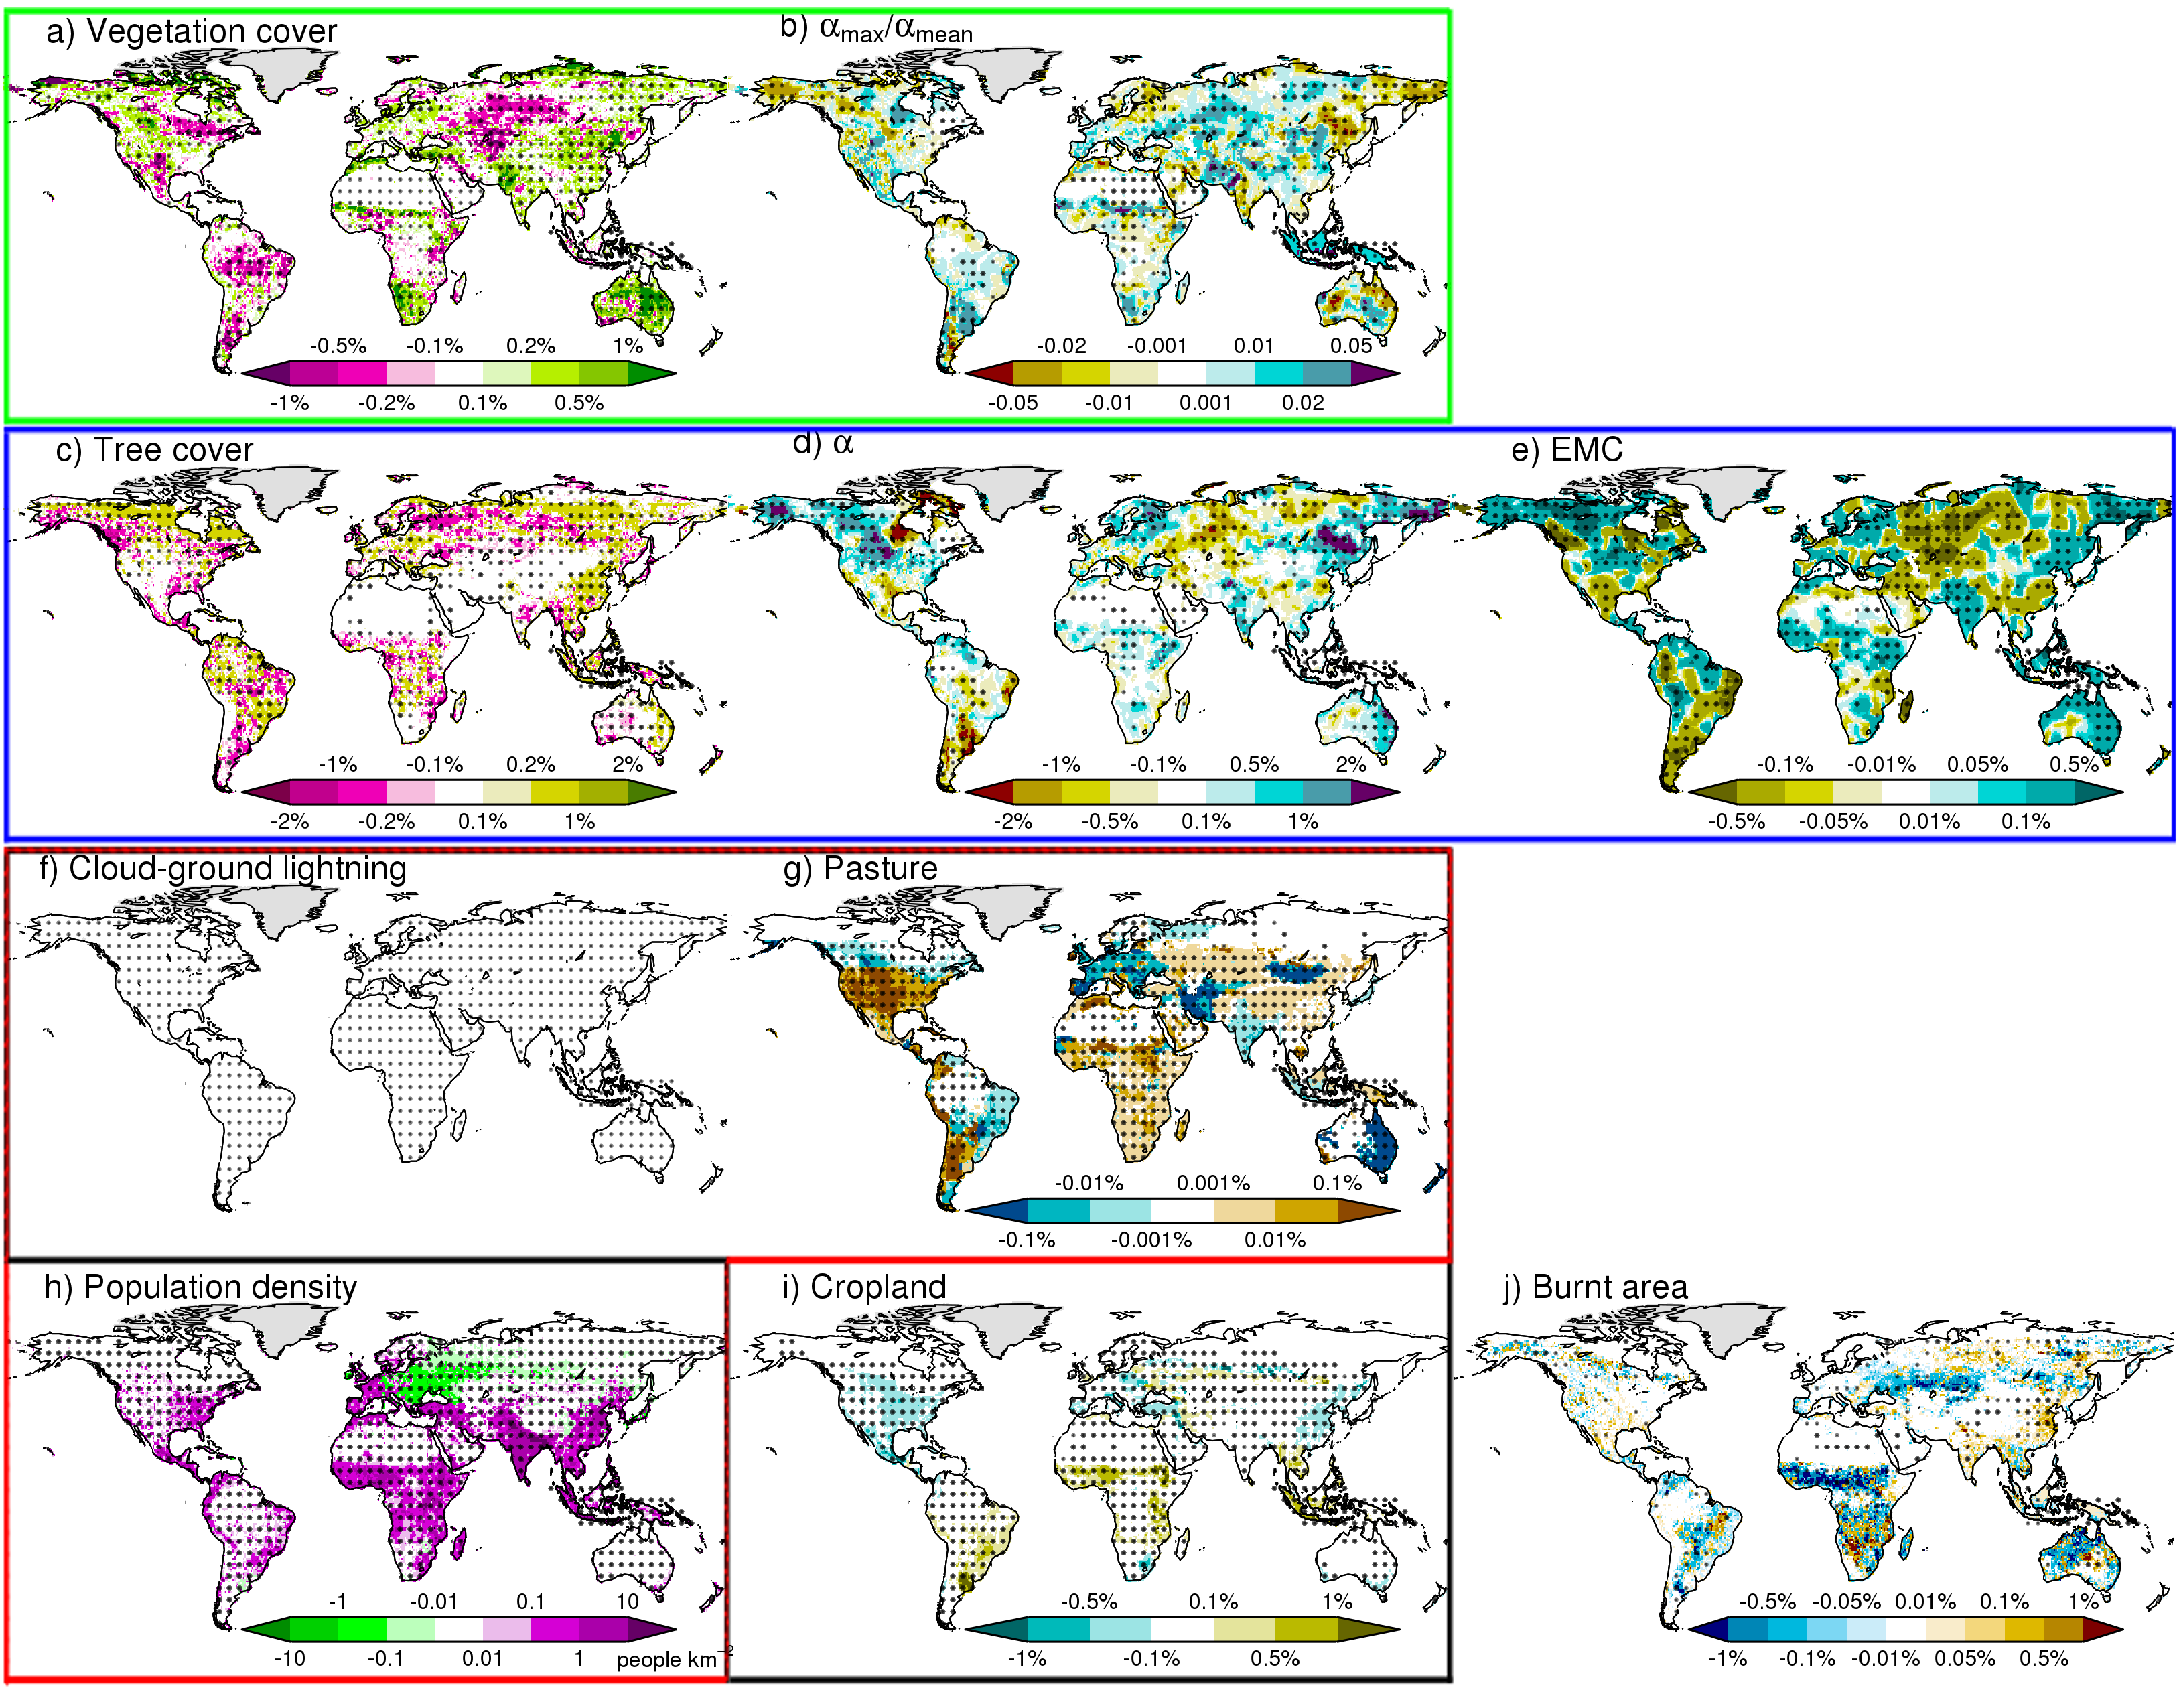 a) Vegetation cover
b) αmax/αmean
-0.5% -0.1% 0.2% 1%
-1% -0.2% 0.1% 0.5%
-0.02 -0.001 0.01 0.05
-0.05 -0.01 0.001 0.02
c) Tree cover
d) α
e) EMC
-1% -0.1% 0.2% 2%
-2% -0.2% 0.1% 1%
-1% -0.1% 0.5% 2%
-2% -0.5% 0.1% 1%
-0.1% -0.01% 0.05% 0.5%
-0.5% -0.05% 0.01% 0.1%
f) Cloud-ground lightning
g) Pasture
-0.01% 0.001% 0.1%
-0.1% -0.001% 0.01%
h) Population density
i) Cropland
j) Burnt area
-1 -0.01 0.1 10
-10 -0.1 0.01 1 people km⁻²
-0.5% 0.1% 1%
-1% -0.1% 0.5%
-0.5% -0.05% 0.01% 0.1% 1%
-1% -0.1% -0.01% 0.05% 0.5%